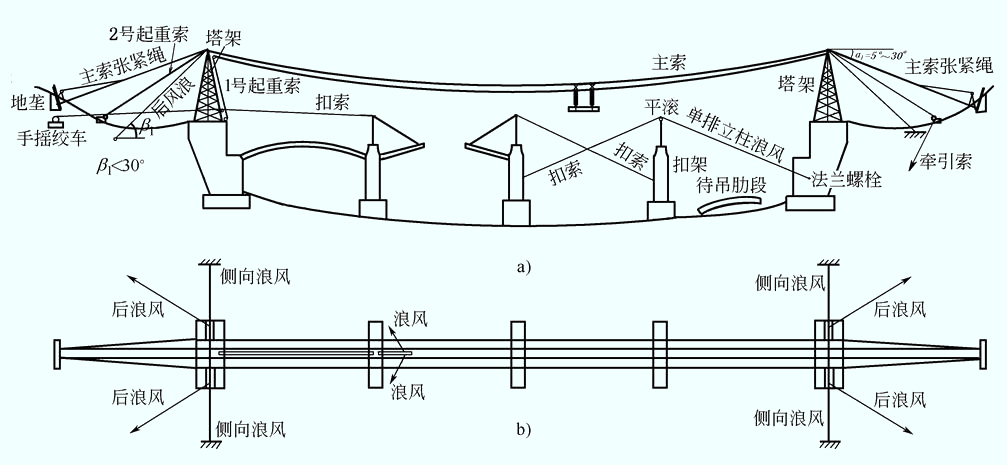 2号起重索
塔架
主索张紧绳
1号起重索
后风浪
地垄
手摇绞车
β₁
β₁<30°
扣索
主索
α₁=5°~30°
塔架
主索张紧绳
平滚
单排立柱浪风
扣索
扣索
扣架
待吊肋段
法兰螺栓
牵引索
a)
侧向浪风
后浪风
浪风
浪风
后浪风
侧向浪风
侧向浪风
后浪风
后浪风
侧向浪风
b)